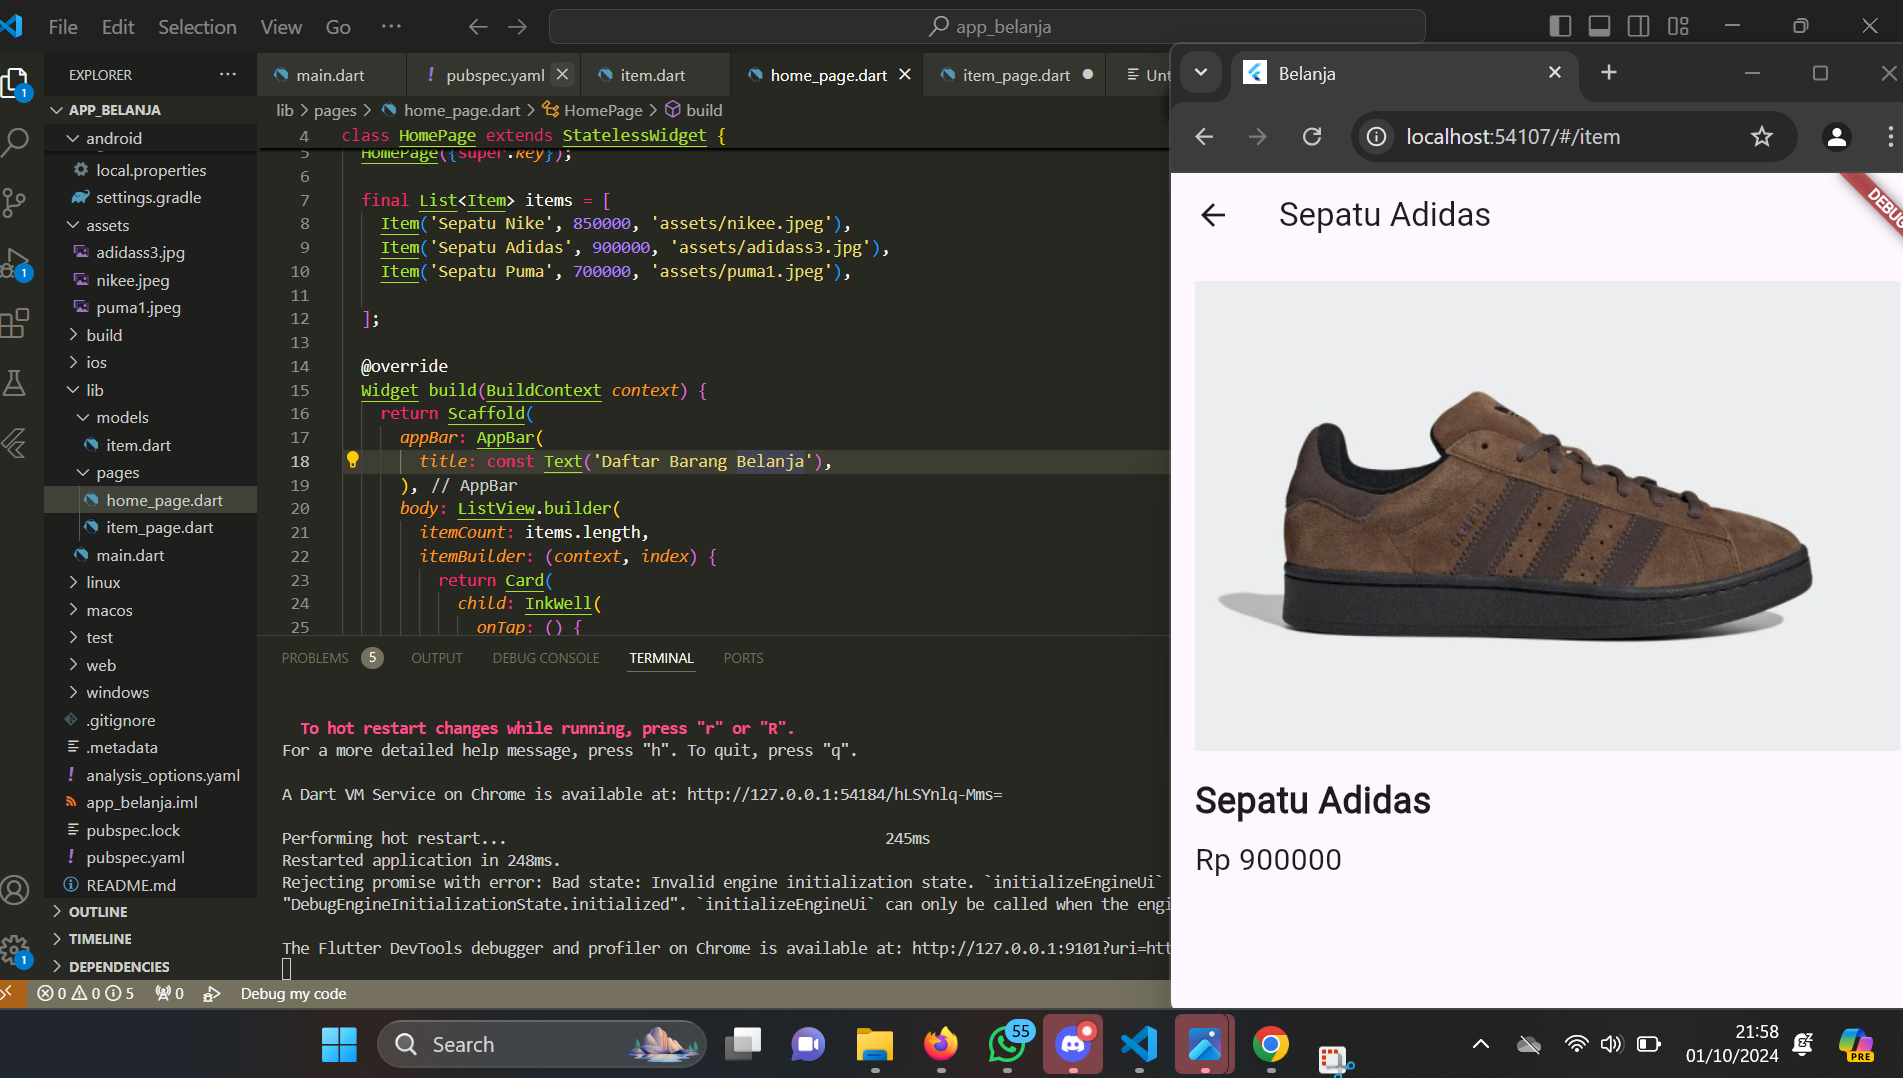 File Edit Selection View Go ···
app_belanja
EXPLORER ···
main.dart
pubspec.yaml
item.dart
home_page.dart
item_page.dart
Unt
APP_BELANJA
android
local.properties
settings.gradle
assets
adidass3.jpg
nikee.jpeg
puma1.jpeg
build
ios
lib
models
item.dart
pages
home_page.dart
item_page.dart
main.dart
linux
macos
test
web
windows
.gitignore
.metadata
analysis_options.yaml
app_belanja.iml
pubspec.lock
pubspec.yaml
README.md
OUTLINE
TIMELINE
DEPENDENCIES
1
1
1
lib > pages > home_page.dart > HomePage > build
4 class HomePage extends StatelessWidget {
5 HomePage({super.key});
6
7 final List<Item> items = [
8 Item('Sepatu Nike', 850000, 'assets/nikee.jpeg'),
9 Item('Sepatu Adidas', 900000, 'assets/adidass3.jpg'),
10 Item('Sepatu Puma', 700000, 'assets/puma1.jpeg'),
11
12 ];
13
14 @override
15 Widget build(BuildContext context) {
16 return Scaffold(
17 appBar: AppBar(
18 title: const Text('Daftar Barang Belanja'),
19 ), // AppBar
20 body: ListView.builder(
21 itemCount: items.length,
22 itemBuilder: (context, index) {
23 return Card(
24 child: InkWell(
25 onTap: () {
PROBLEMS 5 OUTPUT DEBUG CONSOLE TERMINAL PORTS
To hot restart changes while running, press "r" or "R".
For a more detailed help message, press "h". To quit, press "q".
A Dart VM Service on Chrome is available at: http://127.0.0.1:54184/hLSYnlq-Mms=
Performing hot restart... 245ms
Restarted application in 248ms.
Rejecting promise with error: Bad state: Invalid engine initialization state. `initializeEngineUi`
"DebugEngineInitializationState.initialized". `initializeEngineUi` can only be called when the engi
The Flutter DevTools debugger and profiler on Chrome is available at: http://127.0.0.1:9101?uri=htt
0 0 5 0 Debug my code
Belanja
localhost:54107/#/item
Sepatu Adidas
DEBUG
Sepatu Adidas
Rp 900000
Search
55
21:58
01/10/2024
PRE